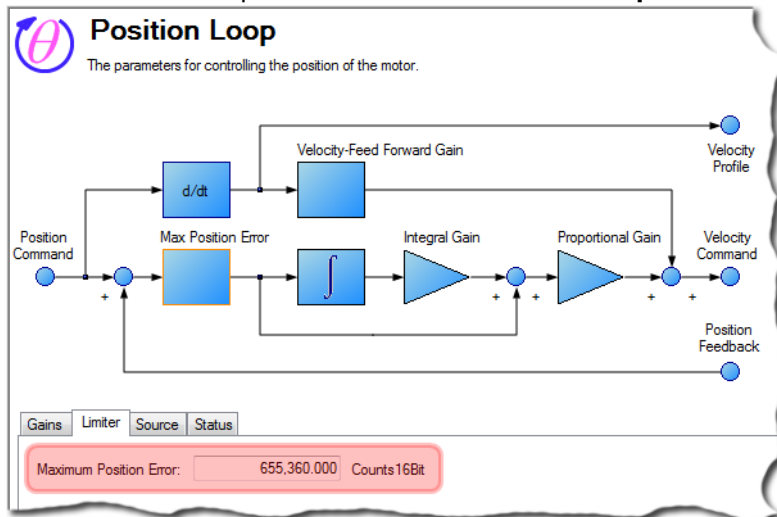 θ
Position Loop
The parameters for controlling the position of the motor.
Velocity-Feed Forward Gain
Velocity
Profile
d/dt
Position
Command
Max Position Error
Integral Gain
Proportional Gain
Velocity
Command
∫
+
+ +
+ +
Position
Feedback
Gains Limiter Source Status
Maximum Position Error: 655,360.000 Counts16Bit